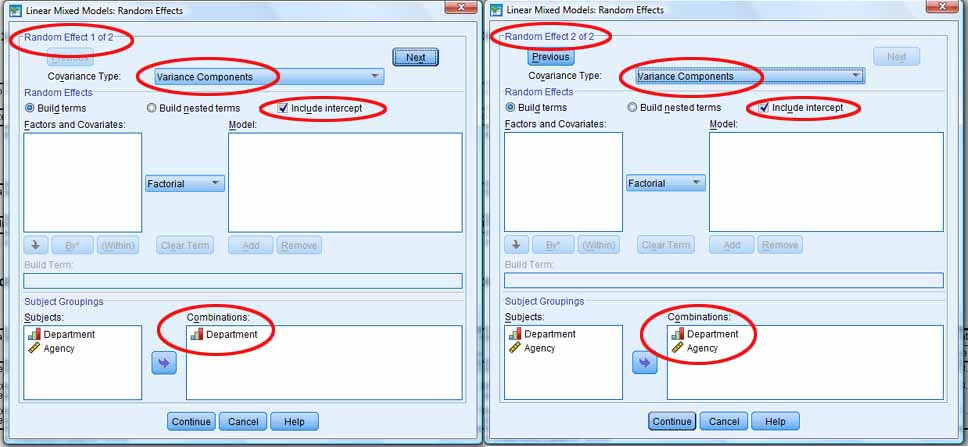 Linear Mixed Models: Random Effects
Random Effect 1 of 2
Previous
Next
Covariance Type:
Variance Components
Random Effects
Build terms
Build nested terms
Include intercept
Factors and Covariates:
Model:
Factorial
By*
(Within)
Clear Term
Add
Remove
Build Term:
Subject Groupings
Subjects:
Combinations:
Department
Department
Agency
Continue
Cancel
Help
Linear Mixed Models: Random Effects
Random Effect 2 of 2
Previous
Next
Covariance Type:
Variance Components
Random Effects
Build terms
Build nested terms
Include intercept
Factors and Covariates:
Model:
Factorial
By*
(Within)
Clear Term
Add
Remove
Build Term:
Subject Groupings
Subjects:
Combinations:
Department
Department
Agency
Agency
Continue
Cancel
Help